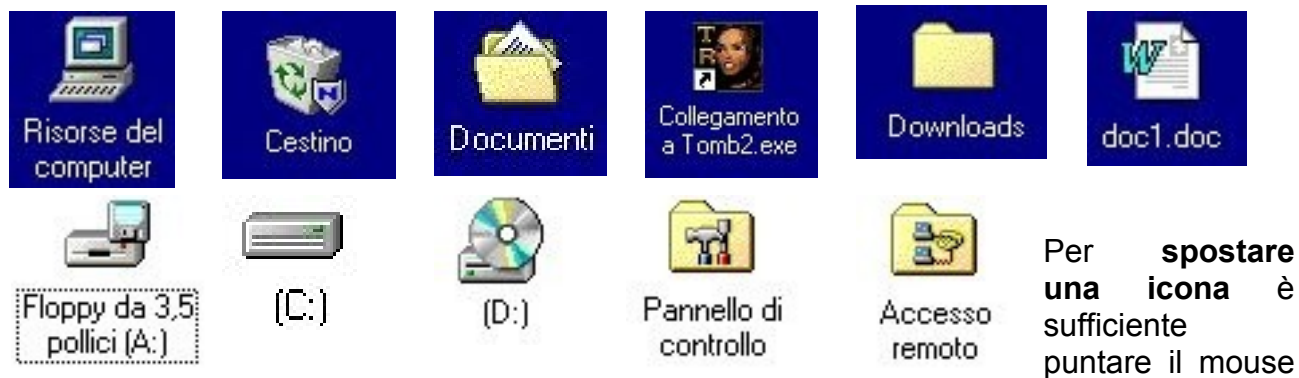 Risorse del
computer
Cestino
Documenti
TR
Collegamento
a Tomb2.exe
Downloads
W
doc1.doc
Floppy da 3,5
pollici (A:)
(C:)
(D:)
Pannello di
controllo
Accesso
remoto
Per spostare
una icona è
sufficiente
puntare il mouse